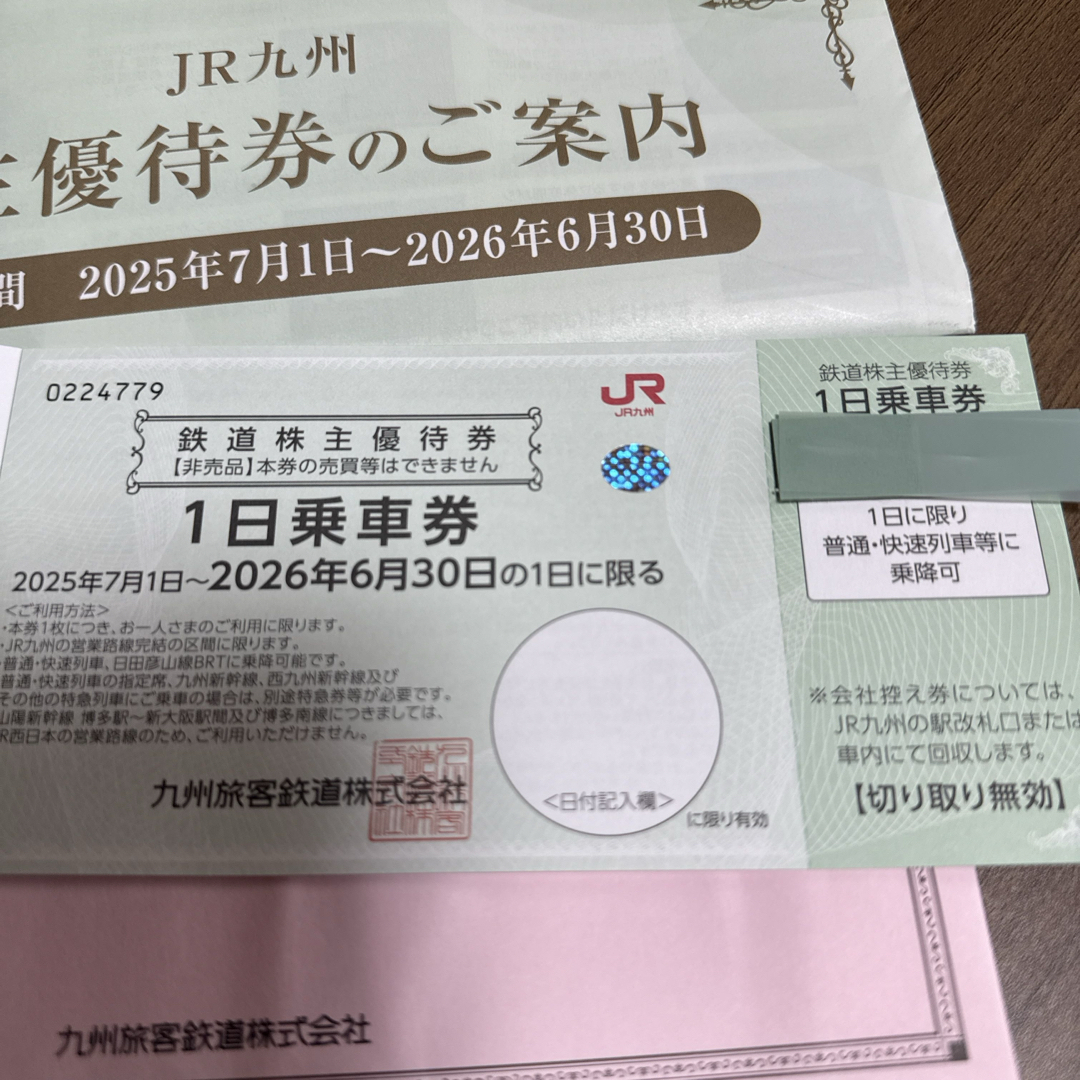 JR九州
優待券のご案内
間 2025年7月1日～2026年6月30日
0224779
JR
JR九州
鉄道株主優待券
【非売品】本券の売買等はできません
1日乗車券
2025年7月1日～2026年6月30日の1日に限る
＜ご利用方法＞
・本券1枚につき、お一人さまのご利用に限ります。
・JR九州の営業路線完結の区間に限ります。
普通・快速列車、日田彦山線BRTに乗降可能です。
普通・快速列車の指定席、九州新幹線、西九州新幹線及び
その他の特急列車にご乗車の場合は、別途特急券等が必要です。
山陽新幹線 博多駅～新大阪駅間及び博多南線につきましては、
R西日本の営業路線のため、ご利用いただけません。
九州旅客鉄道株式会社
＜日付記入欄＞
に限り有効
鉄道株主優待券
1日乗車券
1日に限り
普通・快速列車等に
乗降可
※会社控え券については、
JR九州の駅改札口または
車内にて回収します。
【切り取り無効】
九州旅客鉄道株式会社